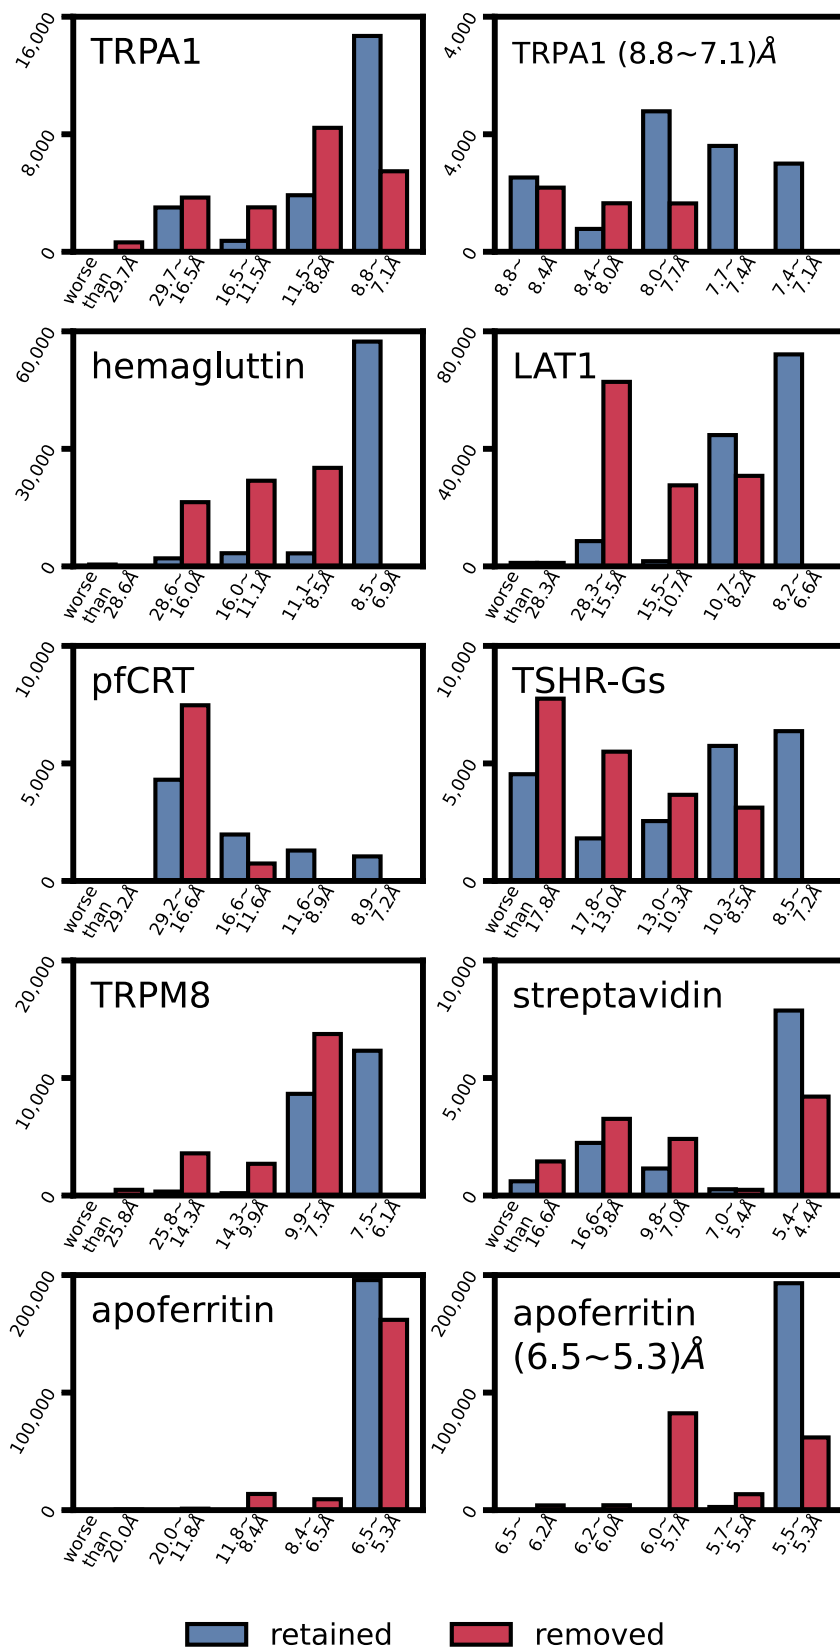 TRPA1
16,000
8,000
0
worse than 29.7Å
29.7~ 16.5Å
16.5~ 11.5Å
11.5~ 8.8Å
8.8~ 7.1Å
TRPA1 (8.8~7.1)Å
4,000
4,000
0
8.8~ 8.4Å
8.4~ 8.0Å
8.0~ 7.7Å
7.7~ 7.4Å
7.4~ 7.1Å
hemagluttin
60,000
30,000
0
worse than 28.6Å
28.6~ 16.0Å
16.0~ 11.1Å
11.1~ 8.5Å
8.5~ 6.9Å
LAT1
80,000
40,000
0
worse than 28.3Å
28.3~ 15.5Å
15.5~ 10.7Å
10.7~ 8.2Å
8.2~ 6.6Å
pfCRT
10,000
5,000
0
worse than 29.2Å
29.2~ 16.6Å
16.6~ 11.6Å
11.6~ 8.9Å
8.9~ 7.2Å
TSHR-Gs
10,000
5,000
0
worse than 17.8Å
17.8~ 13.0Å
13.0~ 10.3Å
10.3~ 8.5Å
8.5~ 7.2Å
TRPM8
20,000
10,000
0
worse than 25.8Å
25.8~ 14.3Å
14.3~ 9.9Å
9.9~ 7.5Å
7.5~ 6.1Å
streptavidin
10,000
5,000
0
worse than 16.6Å
16.6~ 9.8Å
9.8~ 7.0Å
7.0~ 5.4Å
5.4~ 4.4Å
apoferritin
200,000
100,000
0
worse than 20.0Å
20.0~ 11.8Å
11.8~ 8.4Å
8.4~ 6.5Å
6.5~ 5.3Å
apoferritin
(6.5~5.3)Å
200,000
100,000
0
6.5~ 6.2Å
6.2~ 6.0Å
6.0~ 5.7Å
5.7~ 5.5Å
5.5~ 5.3Å
retained
removed